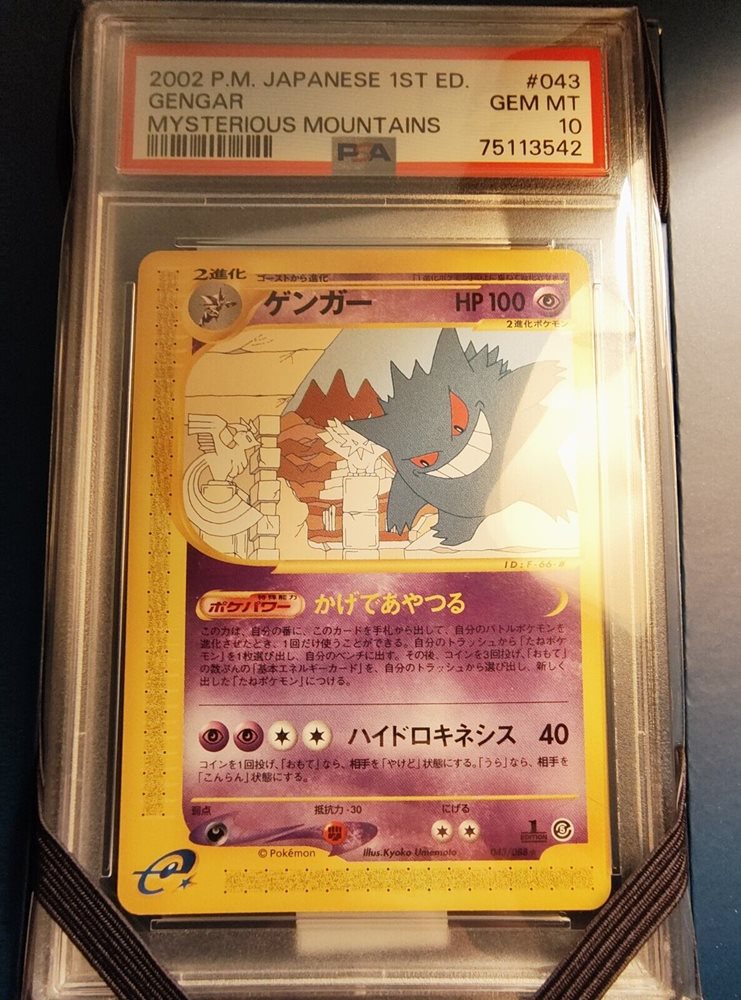 2002 P.M. JAPANESE 1ST ED. #043
GENGAR GEM MT
MYSTERIOUS MOUNTAINS 10
PSA 75113542
2進化 ゴーストから進化
ゲンガー HP100
2進化ポケモン
ID:F-66-#
ポケパワー 特殊能力 かげであやつる
この力は、自分の番に、このカードを手札から出して、自分のバトルポケモンを
進化させたとき、1回だけ使うことができる。自分のトラッシュから「たねポケ
モン」を1枚選び出し、自分のベンチに出す。その後、コインを3回投げ、「おもて」
の数ぶんの「基本エネルギーカード」を、自分のトラッシュから選び出し、新しく
出した「たねポケモン」につける。
ハイドロキネシス 40
コインを1回投げ、「おもて」なら、相手を「やけど」状態にする。「うら」なら、相手を
「こんらん」状態にする。
弱点 抵抗力 -30 にげる
1 EDITION
©Pokémon Illus.Kyoko Umemoto 043/088
e